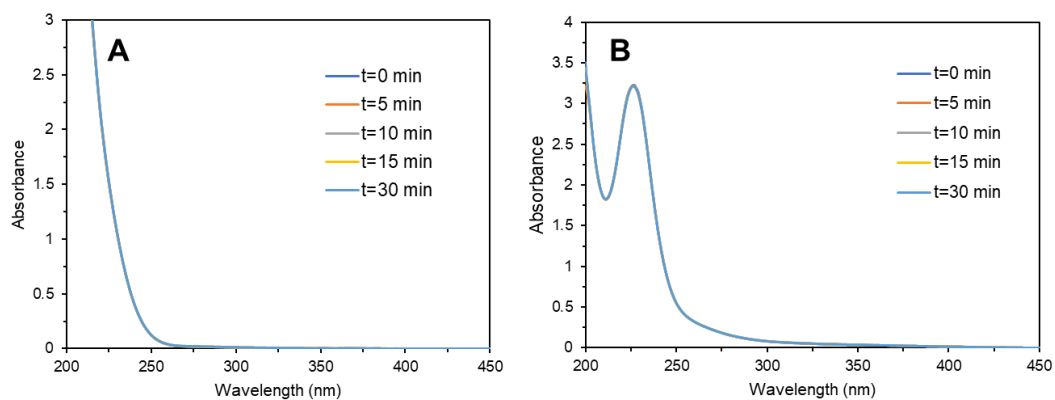 A
3
2.5
2
1.5
1
0.5
0
Absorbance
t=0 min
t=5 min
t=10 min
t=15 min
t=30 min
200 250 300 350 400 450
Wavelength (nm)
B
4
3.5
3
2.5
2
1.5
1
0.5
0
Absorbance
t=0 min
t=5 min
t=10 min
t=15 min
t=30 min
200 250 300 350 400 450
Wavelength (nm)